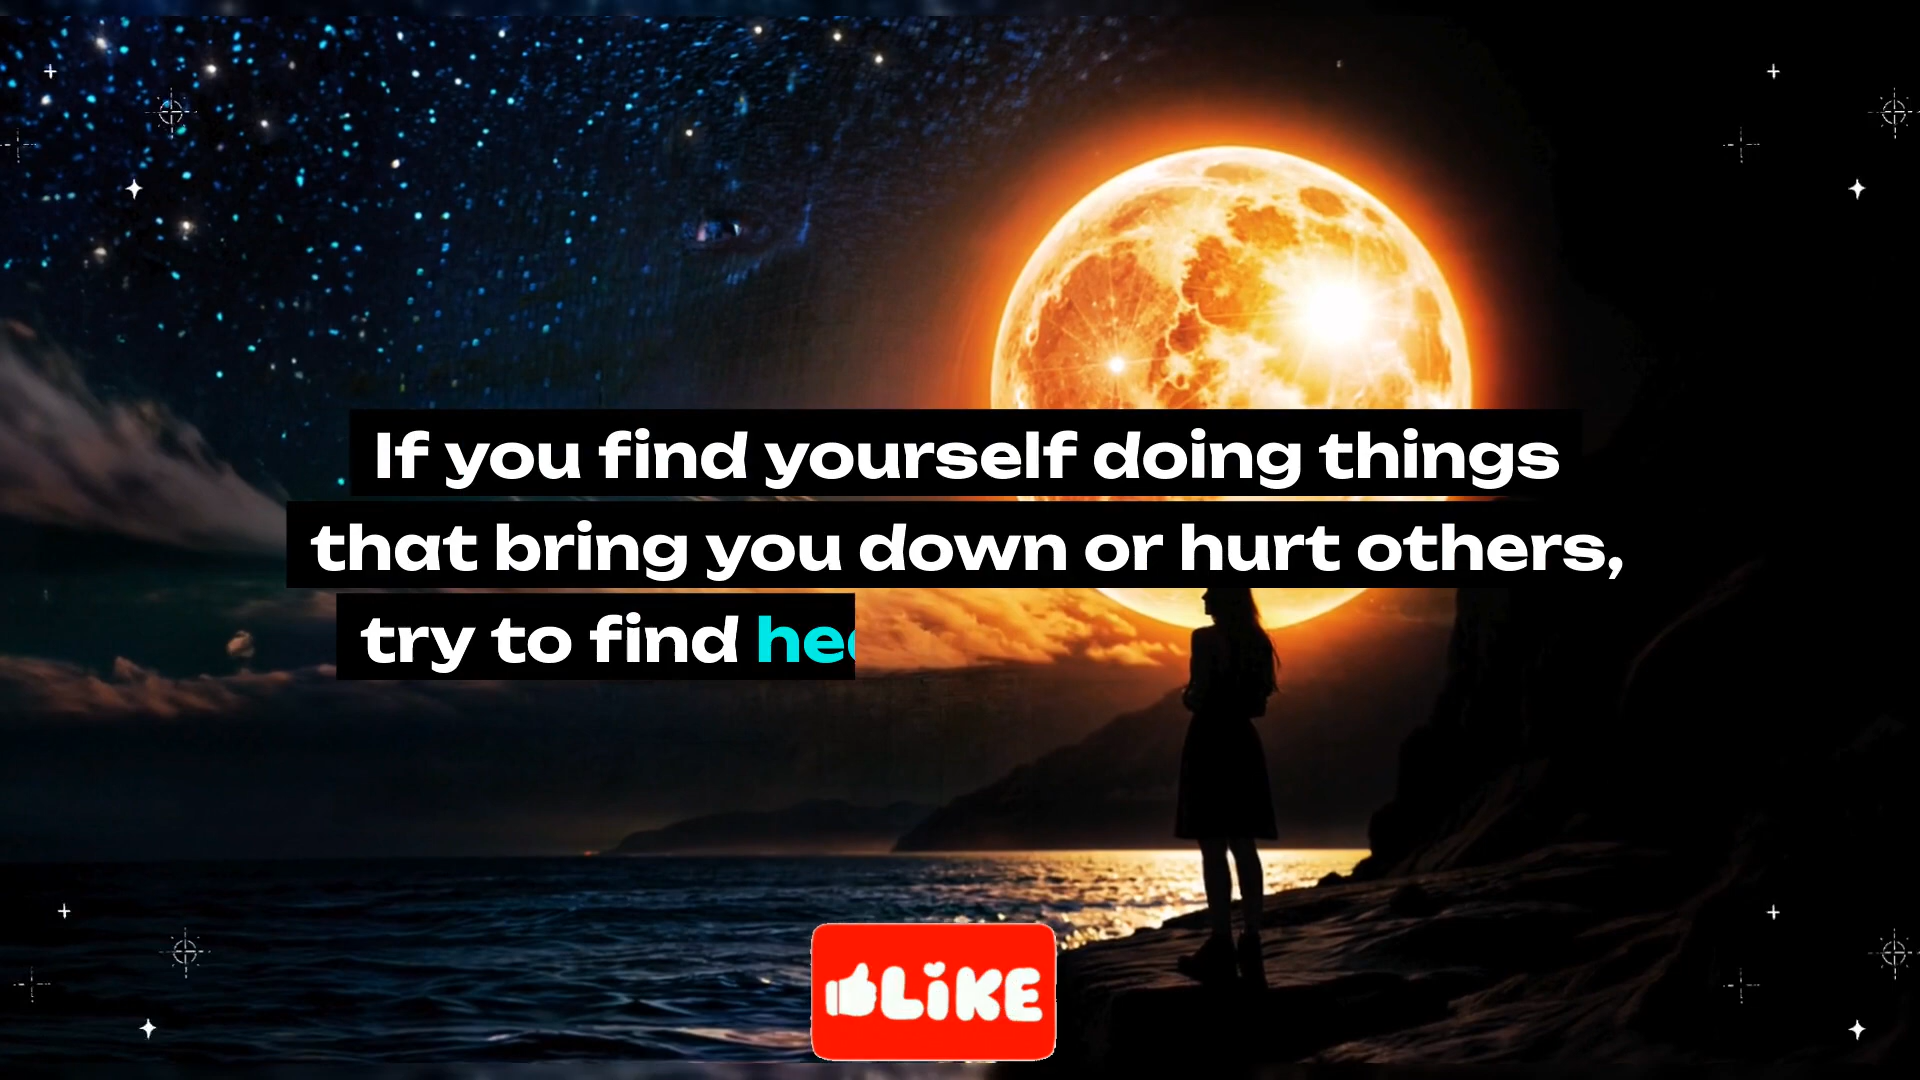 If you find yourself doing things
that bring you down or hurt others,
try to find
LiKE